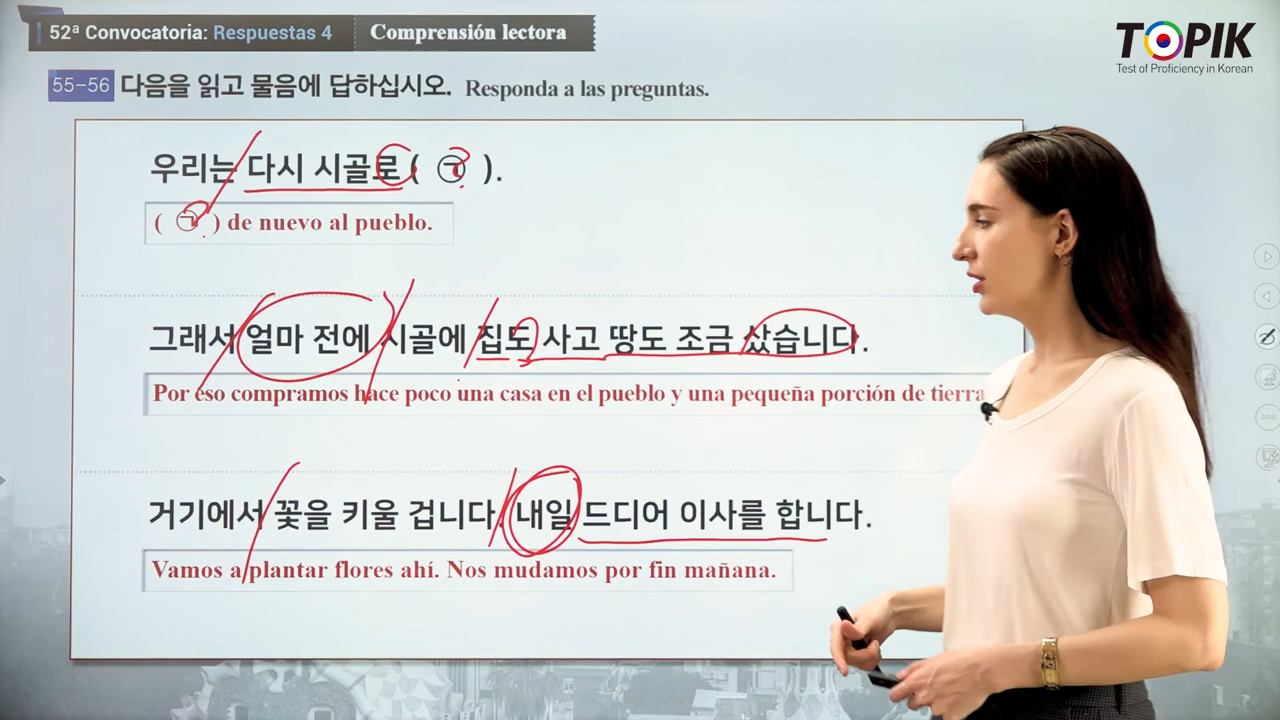 52ª Convocatoria: Respuestas 4 Comprensión lectora
TOPIK
Test of Proficiency in Korean
55-56 다음을 읽고 물음에 답하십시오. Responda a las preguntas.
우리는 다시 시골로 ( ㉠ ).
( ㉠ ) de nuevo al pueblo.
그래서 얼마 전에 시골에 집도 사고 땅도 조금 샀습니다.
Por eso compramos hace poco una casa en el pueblo y una pequeña porción de tierra
거기에서 꽃을 키울 겁니다. 내일 드디어 이사를 합니다.
Vamos a plantar flores ahí. Nos mudamos por fin mañana.